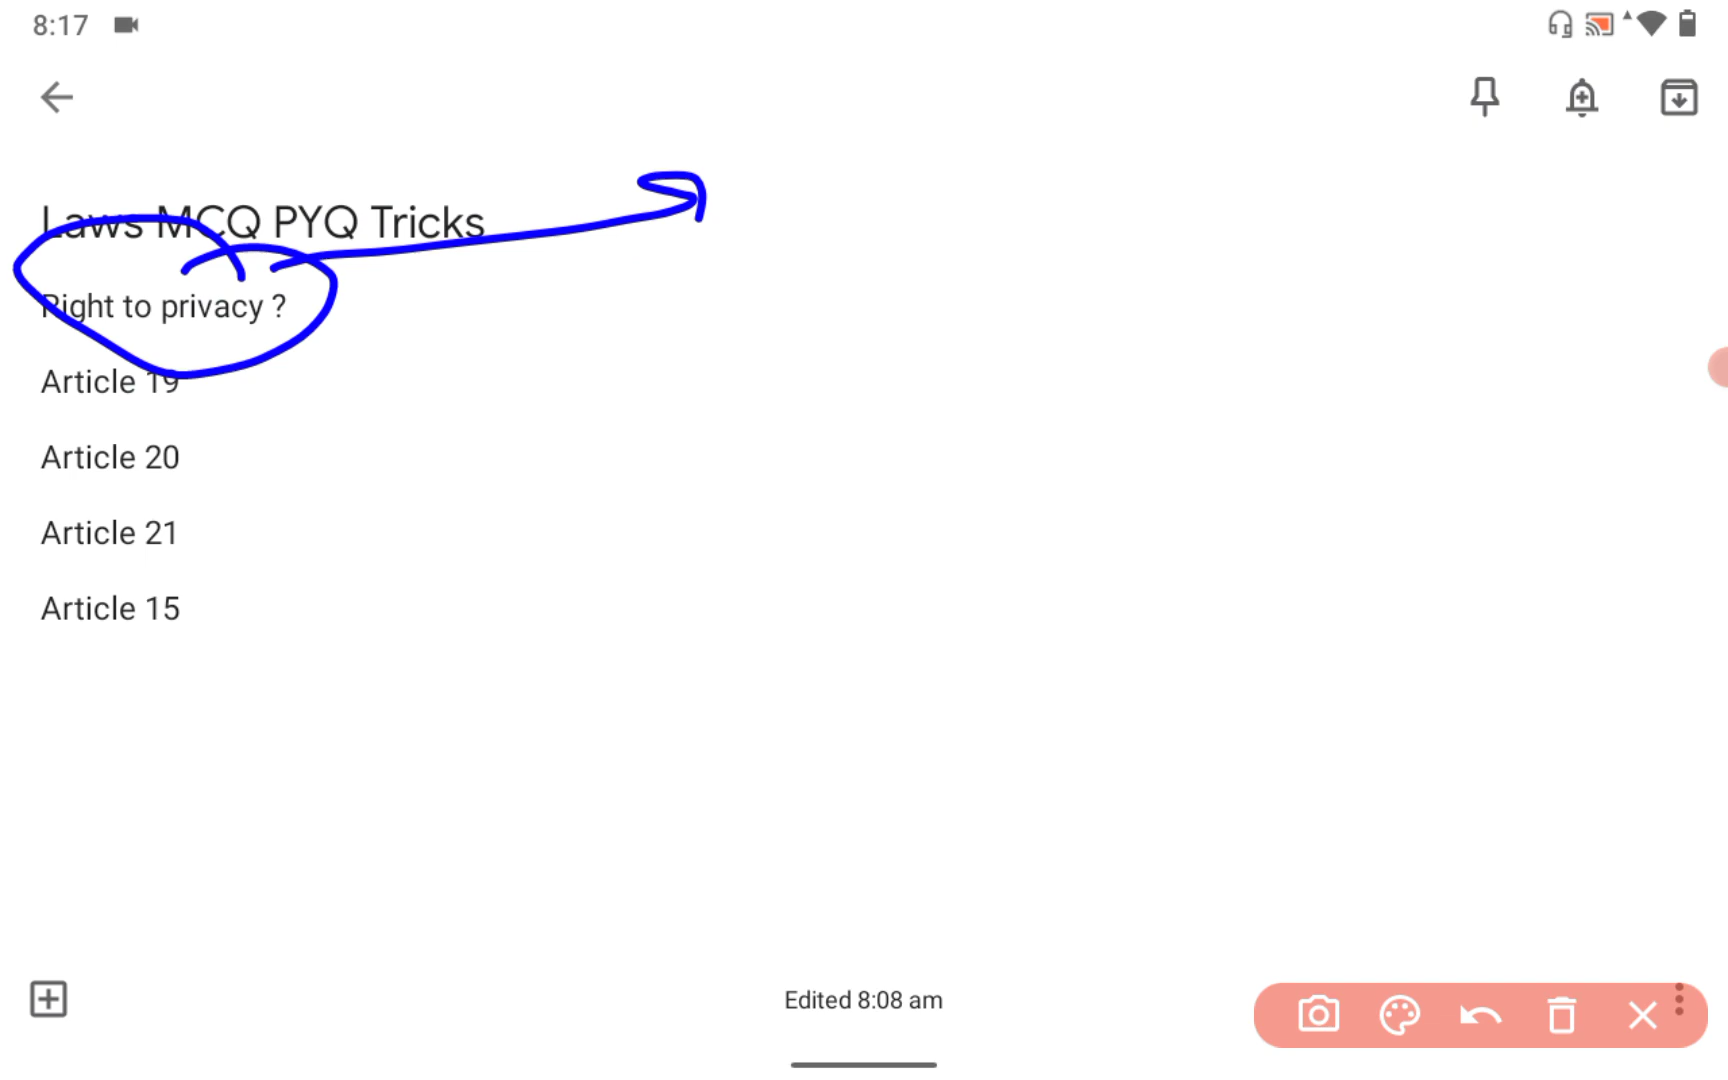 8:17
Laws MCQ PYQ Tricks
Right to privacy ?
Article 19
Article 20
Article 21
Article 15
Edited 8:08 am